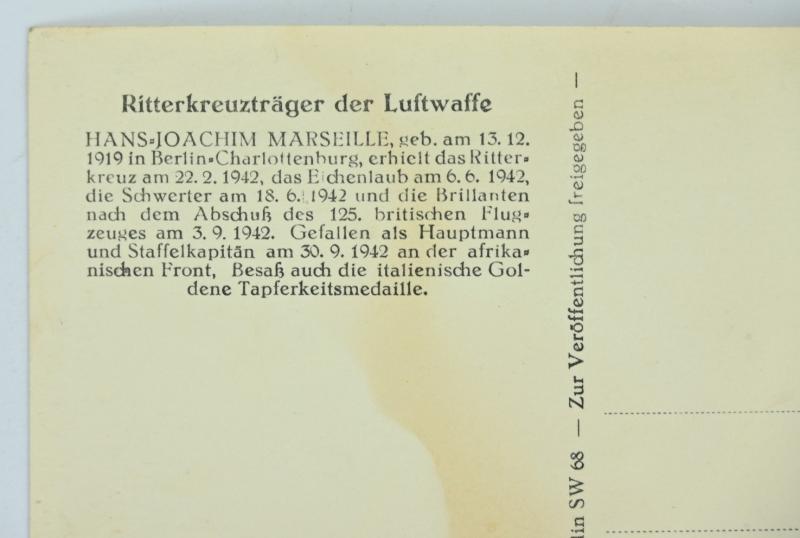 Ritterkreuzträger der Luftwaffe
HANS=JOACHIM MARSEILLE, geb. am 13. 12.
1919 in Berlin=Charlottenburg, erhielt das Ritter=
kreuz am 22. 2. 1942, das Eichenlaub am 6. 6. 1942,
die Schwerter am 18. 6. 1942 und die Brillanten
nach dem Abschuß des 125. britischen Flug=
zeuges am 3. 9. 1942. Gefallen als Hauptmann
und Staffelkapitän am 30. 9. 1942 an der afrika=
nischen Front, Besaß auch die italienische Gol-
dene Tapferkeitsmedaille.
lin SW 68 — Zur Veröffentlichung freigegeben —